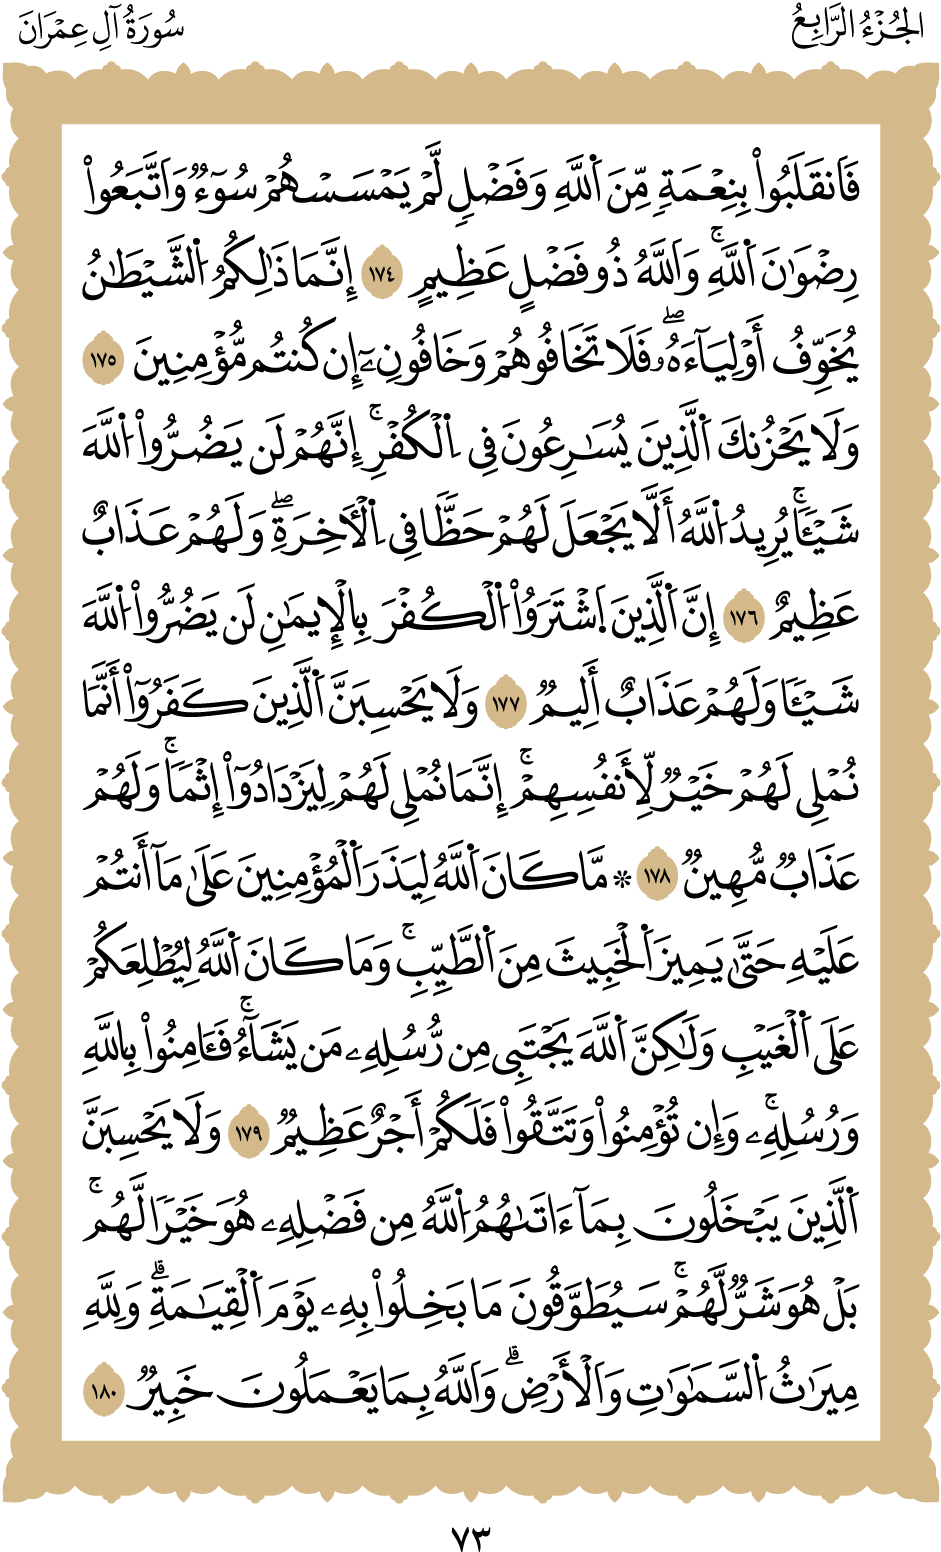 الجُزْءُ الرَّابِعُ
سُورَةُ آلِ عِمْرَانَ
فَٱنقَلَبُوا۟ بِنِعْمَةٍ مِّنَ ٱللَّهِ وَفَضْلٍ لَّمْ يَمْسَسْهُمْ سُوٓءٌ وَٱتَّبَعُوا۟
رِضْوَٰنَ ٱللَّهِۚ وَٱللَّهُ ذُو فَضْلٍ عَظِيمٍ ١٧٤ إِنَّمَا ذَٰلِكُمُ ٱلشَّيْطَٰنُ
يُخَوِّفُ أَوْلِيَآءَهُۥۖ فَلَا تَخَافُوهُمْ وَخَافُونِۦٓ إِن كُنتُم مُّؤْمِنِينَ ١٧٥
وَلَا يَحْزُنكَ ٱلَّذِينَ يُسَٰرِعُونَ فِى ٱلْكُفْرِۚ إِنَّهُمْ لَن يَضُرُّوا۟ ٱللَّهَ
شَيْـًٔاۚ يُرِيدُ ٱللَّهُ أَلَّا يَجْعَلَ لَهُمْ حَظًّا فِى ٱلْأَخِرَةِۖ وَلَهُمْ عَذَابٌ
عَظِيمٌ ١٧٦ إِنَّ ٱلَّذِينَ ٱشْتَرَوُا۟ ٱلْكُفْرَ بِٱلْإِيمَٰنِ لَن يَضُرُّوا۟ ٱللَّهَ
شَيْـًٔا وَلَهُمْ عَذَابٌ أَلِيمٌ ١٧٧ وَلَا يَحْسِبَنَّ ٱلَّذِينَ كَفَرُوٓا۟ أَنَّمَا
نُمْلِى لَهُمْ خَيْرٌ لِّأَنفُسِهِمْۚ إِنَّمَا نُمْلِى لَهُمْ لِيَزْدَادُوٓا۟ إِثْمًاۚ وَلَهُمْ
عَذَابٌ مُّهِينٌ ١٧٨ ۞ مَّا كَانَ ٱللَّهُ لِيَذَرَ ٱلْمُؤْمِنِينَ عَلَىٰ مَآ أَنتُمْ
عَلَيْهِ حَتَّىٰ يَمِيزَ ٱلْخَبِيثَ مِنَ ٱلطَّيِّبِۚ وَمَا كَانَ ٱللَّهُ لِيُطْلِعَكُمْ
عَلَى ٱلْغَيْبِ وَلَٰكِنَّ ٱللَّهَ يَجْتَبِى مِن رُّسُلِهِۦ مَن يَشَآءُۚ فَـَٔامِنُوا۟ بِٱللَّهِ
وَرُسُلِهِۦۚ وَإِن تُؤْمِنُوا۟ وَتَتَّقُوا۟ فَلَكُمْ أَجْرٌ عَظِيمٌ ١٧٩ وَلَا يَحْسِبَنَّ
ٱلَّذِينَ يَبْخَلُونَ بِمَآ ءَاتَىٰهُمُ ٱللَّهُ مِن فَضْلِهِۦ هُوَ خَيْرًا لَّهُمۚ
بَلْ هُوَ شَرٌّ لَّهُمْۚ سَيُطَوَّقُونَ مَا بَخِلُوا۟ بِهِۦ يَوْمَ ٱلْقِيَٰمَةِۗ وَلِلَّهِ
مِيرَٰثُ ٱلسَّمَٰوَٰتِ وَٱلْأَرْضِۗ وَٱللَّهُ بِمَا يَعْمَلُونَ خَبِيرٌ ١٨٠
٧٣